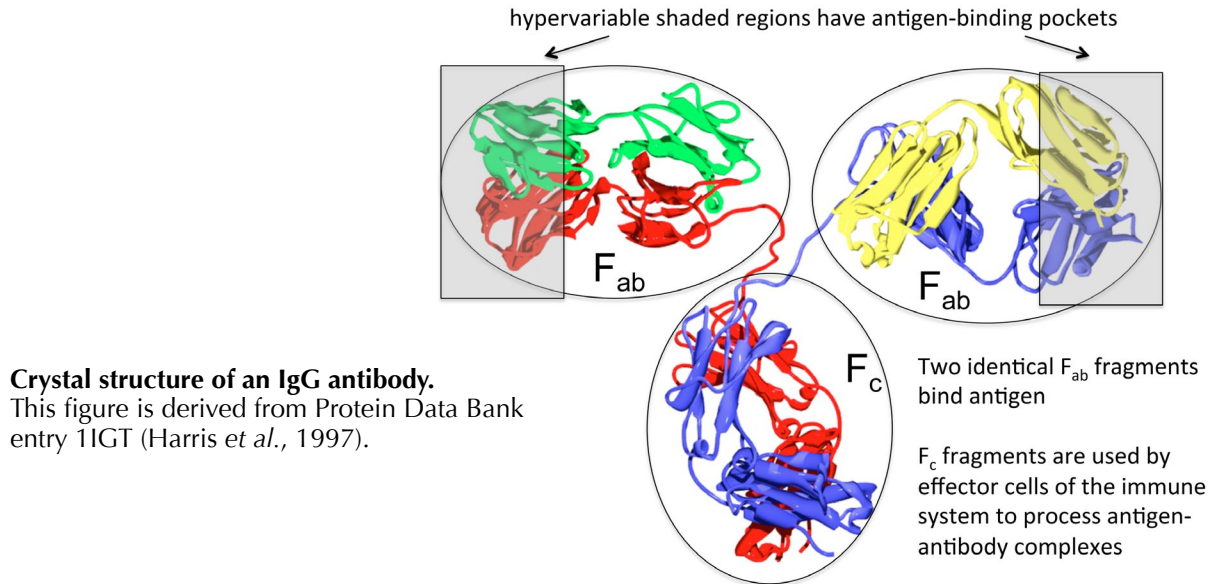 hypervariable shaded regions have antigen-binding pockets
Fab
Fab
Fc
Crystal structure of an IgG antibody.
This figure is derived from Protein Data Bank
entry 1IGT (Harris et al., 1997).
Two identical Fab fragments
bind antigen
Fc fragments are used by
effector cells of the immune
system to process antigen-
antibody complexes